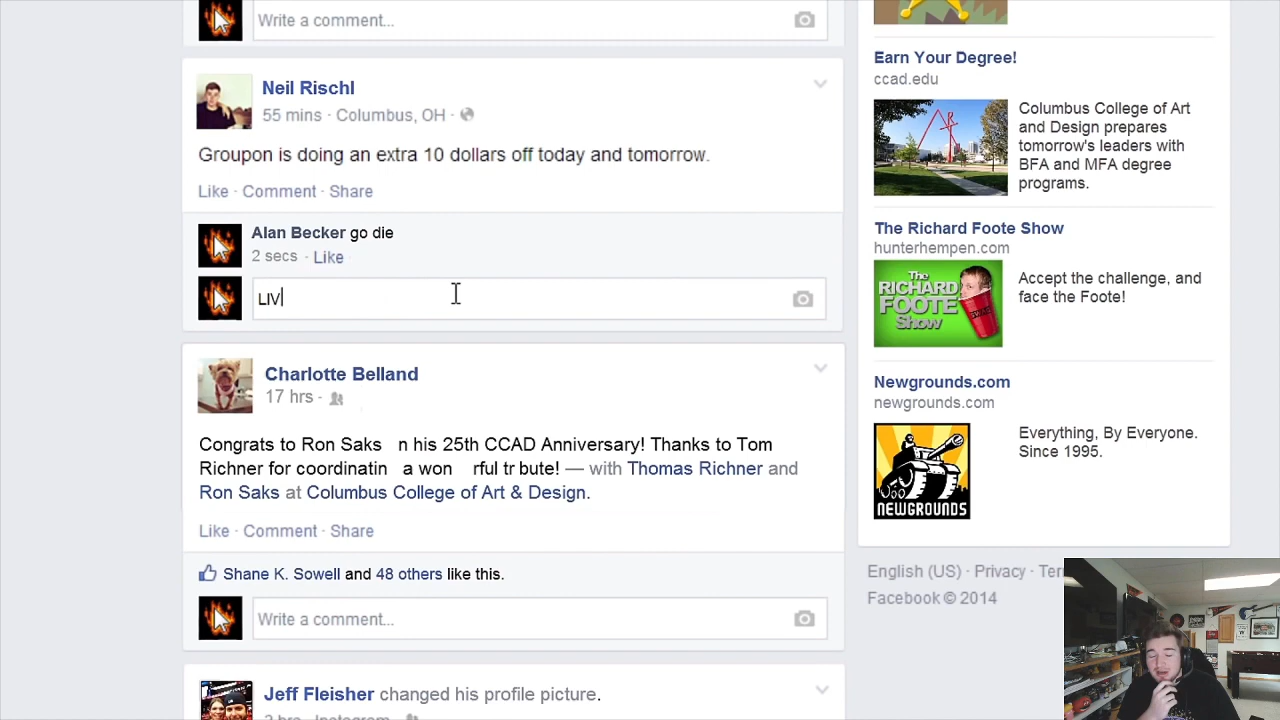 Write a comment...
Neil Rischl
55 mins · Columbus, OH ·
Groupon is doing an extra 10 dollars off today and tomorrow.
Like · Comment · Share
Alan Becker go die
2 secs · Like
LIV
Charlotte Belland
17 hrs ·
Congrats to Ron Saks n his 25th CCAD Anniversary! Thanks to Tom
Richner for coordinatin a won rful tr bute! — with Thomas Richner and
Ron Saks at Columbus College of Art & Design.
Like · Comment · Share
Shane K. Sowell and 48 others like this.
Write a comment...
Jeff Fleisher changed his profile picture.
Earn Your Degree!
ccad.edu
Columbus College of Art
and Design prepares
tomorrow's leaders with
BFA and MFA degree
programs.
The Richard Foote Show
hunterhempen.com
The
RICHARD
FOOTE
Show
Accept the challenge, and
face the Foote!
Newgrounds.com
newgrounds.com
NEWGROUNDS
Everything, By Everyone.
Since 1995.
English (US) · Privacy · Ter
Facebook © 2014